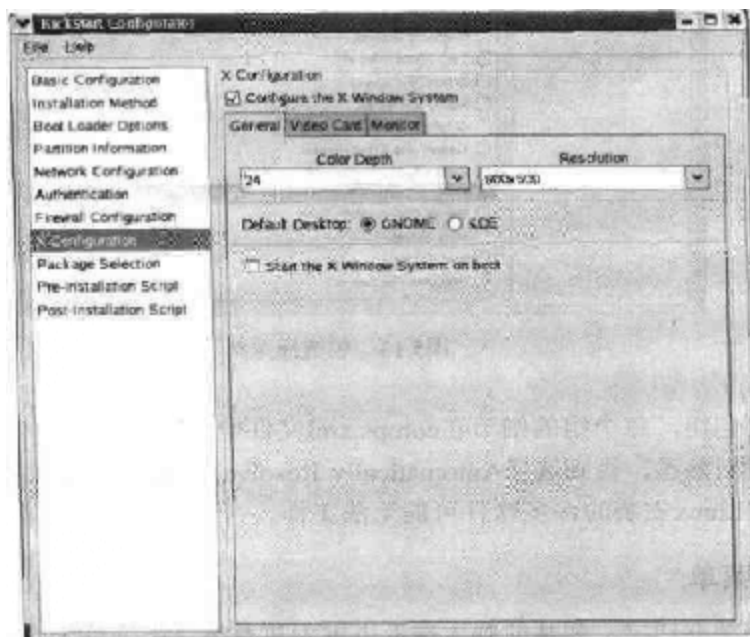 Kickstart Configurator
File Help
Basic Configuration
Installation Method
Boot Loader Options
Partition Information
Network Configuration
Authentication
Firewall Configuration
X Configuration
Package Selection
Pre-Installation Script
Post-Installation Script
X Configuration
Configure the X Window System
General Video Card Monitor
Color Depth Resolution
24
Default Desktop: GNOME KDE
Start the X Window System on boot
Automatically